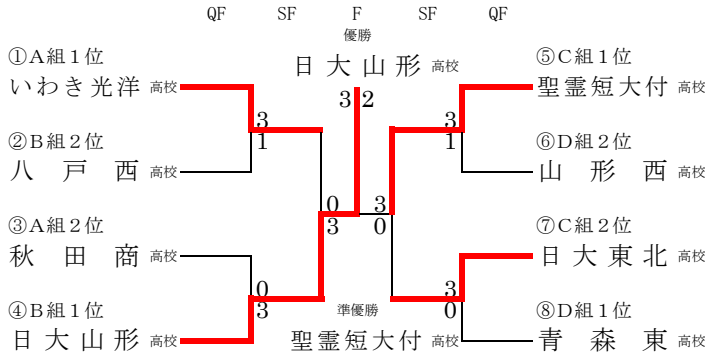 QF SF F SF QF
優勝
日大山形 高校
①A組1位
いわき光洋 高校
⑤C組1位
聖霊短大付 高校
3 2
3
1
3
1
②B組2位
八戸西 高校
⑥D組2位
山形西 高校
0
3
3
0
③A組2位
秋田商 高校
⑦C組2位
日大東北 高校
0
3
3
0
④B組1位
日大山形 高校
準優勝
聖霊短大付 高校
⑧D組1位
青森東 高校